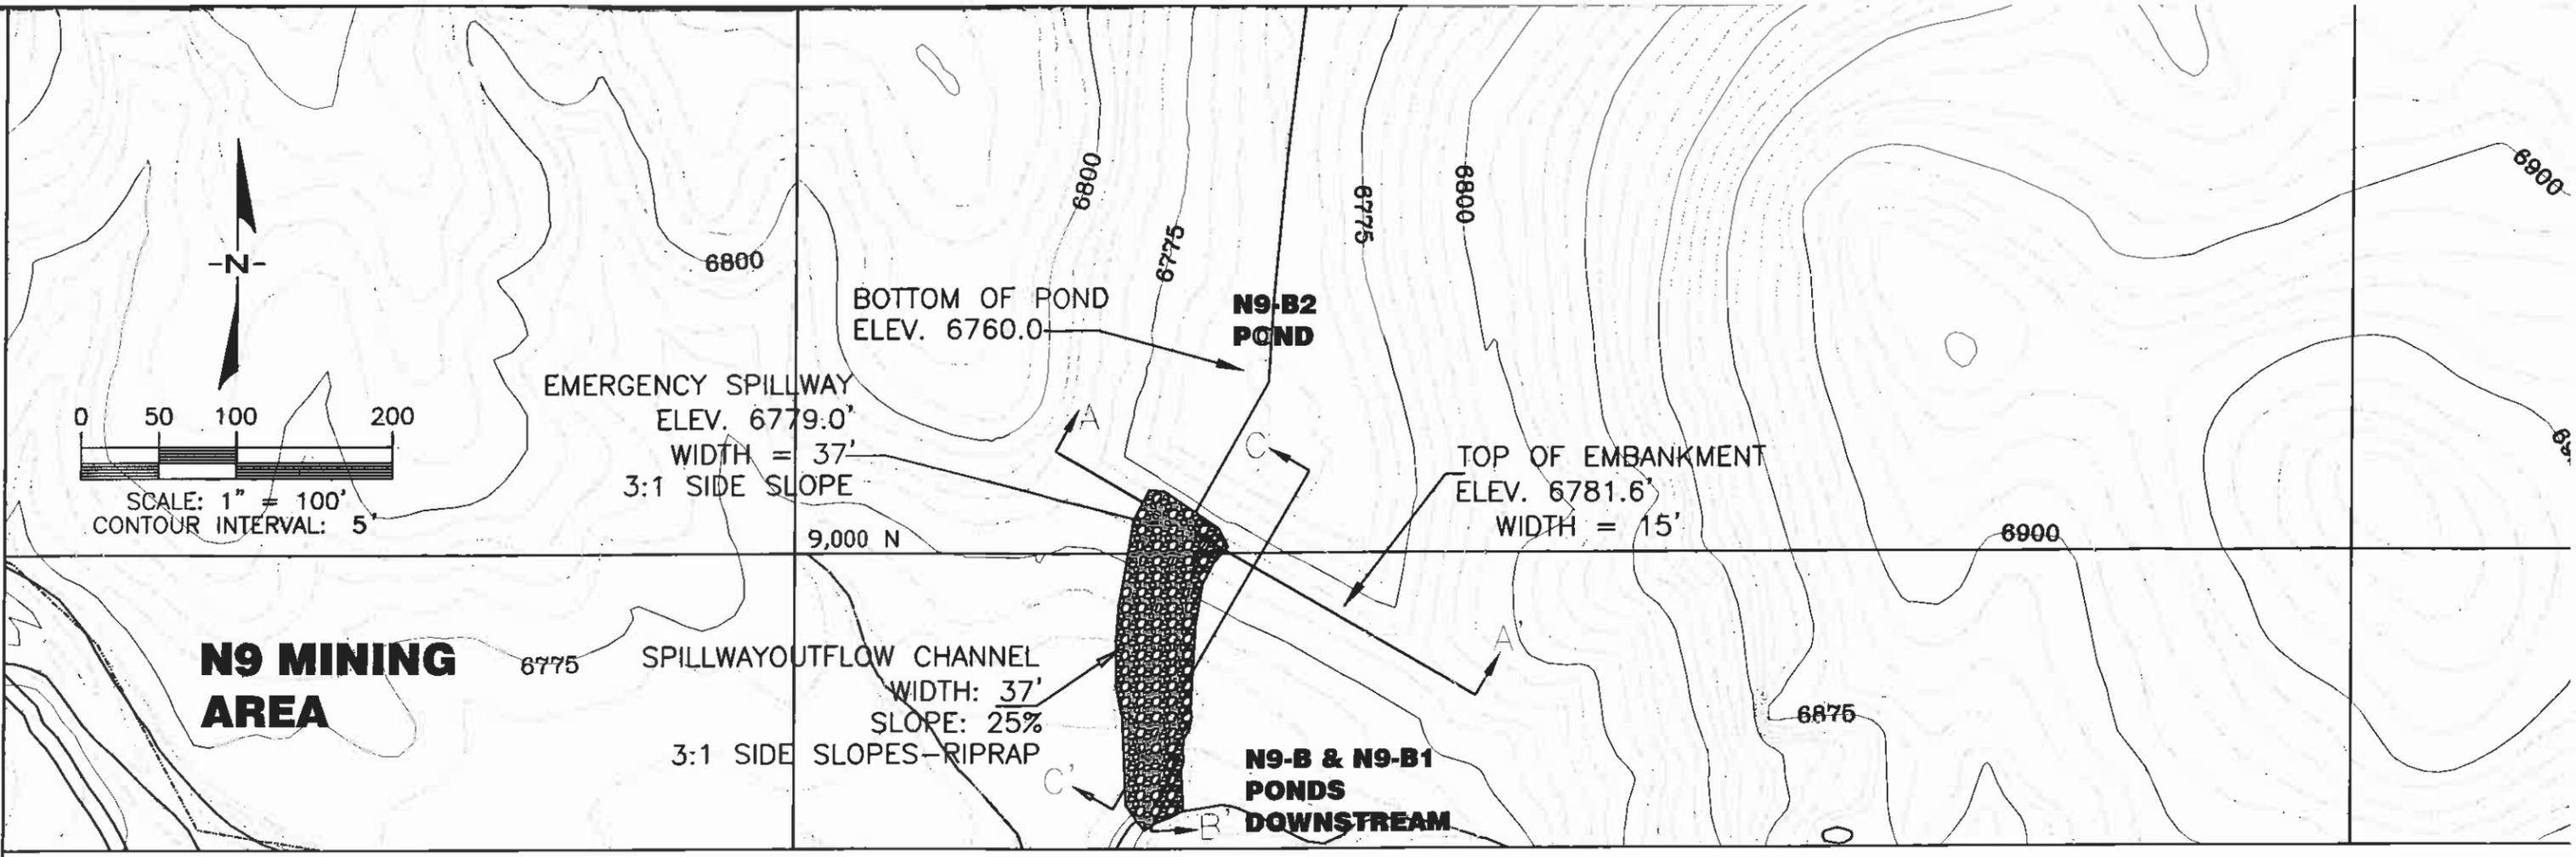 -N-
0 50 100 200
SCALE: 1" = 100'
CONTOUR INTERVAL: 5'
6800
6800
6775
6775
6800
6900
BOTTOM OF POND
ELEV. 6760.0
N9-B2
POND
EMERGENCY SPILLWAY
ELEV. 6779.0'
WIDTH = 37'
3:1 SIDE SLOPE
A
C
TOP OF EMBANKMENT
ELEV. 6781.6'
WIDTH = 15'
9,000 N
6900
N9 MINING
AREA
6775
SPILLWAYOUTFLOW CHANNEL
WIDTH: 37'
SLOPE: 25%
3:1 SIDE SLOPES-RIPRAP
A'
6875
C'
B'
N9-B & N9-B1
PONDS
DOWNSTREAM